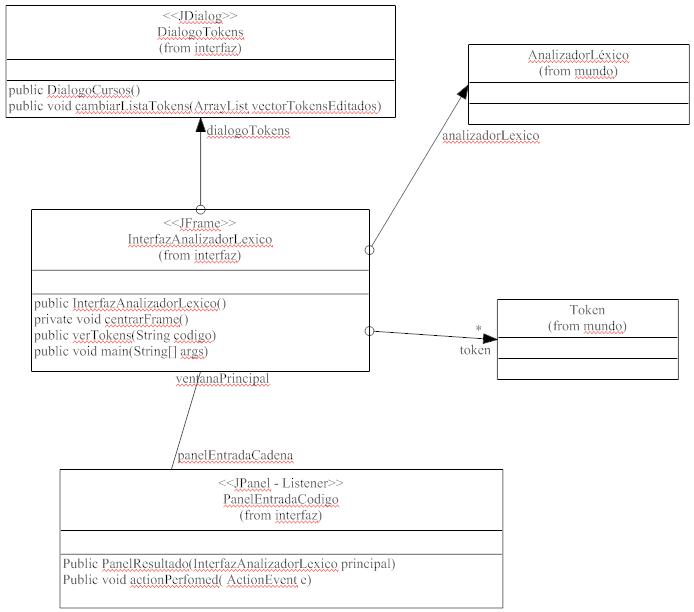 <<JDialog>>
DialogoTokens
(from interfaz)
public DialogoCursos()
public void cambiarListaTokens(ArrayList vectorTokensEditados)
dialogoTokens
AnalizadorLéxico
(from mundo)
analizadorLexico
<<JFrame>>
InterfazAnalizadorLexico
(from interfaz)
public InterfazAnalizadorLexico()
private void centrarFrame()
public verTokens(String codigo)
public void main(String[] args)
ventanaPrincipal
Token
(from mundo)
*
token
panelEntradaCadena
<<JPanel - Listener>>
PanelEntradaCodigo
(from interfaz)
Public PanelResultado(InterfazAnalizadorLexico principal)
Public void actionPerfomed( ActionEvent e)